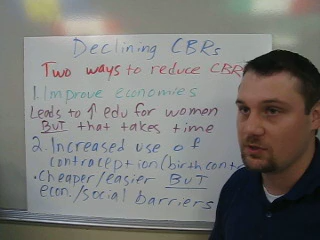 Declining CBRs
Two ways to reduce CBR
1. Improve economies
Leads to ↑ edu for women
BUT that takes time
2. Increased use of
contraception (birth cont
• Cheaper/easier BUT
econ./social barriers